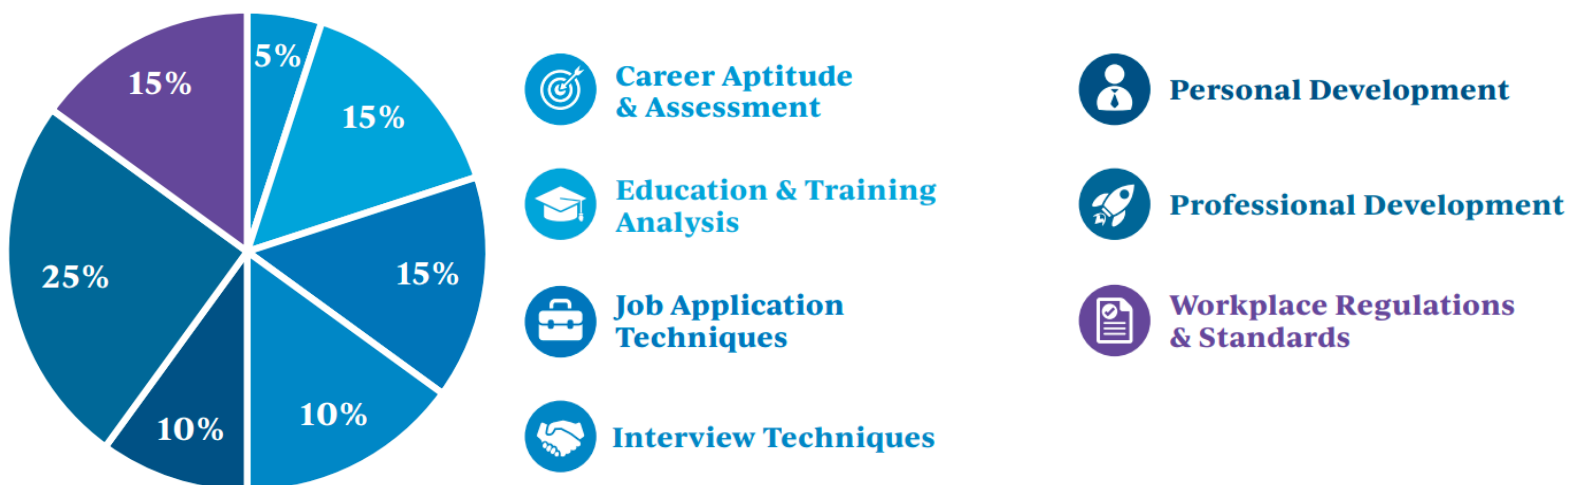 5%
15%
15%
10%
10%
25%
15%
Career Aptitude
& Assessment
Education & Training
Analysis
Job Application
Techniques
Interview Techniques
Personal Development
Professional Development
Workplace Regulations
& Standards